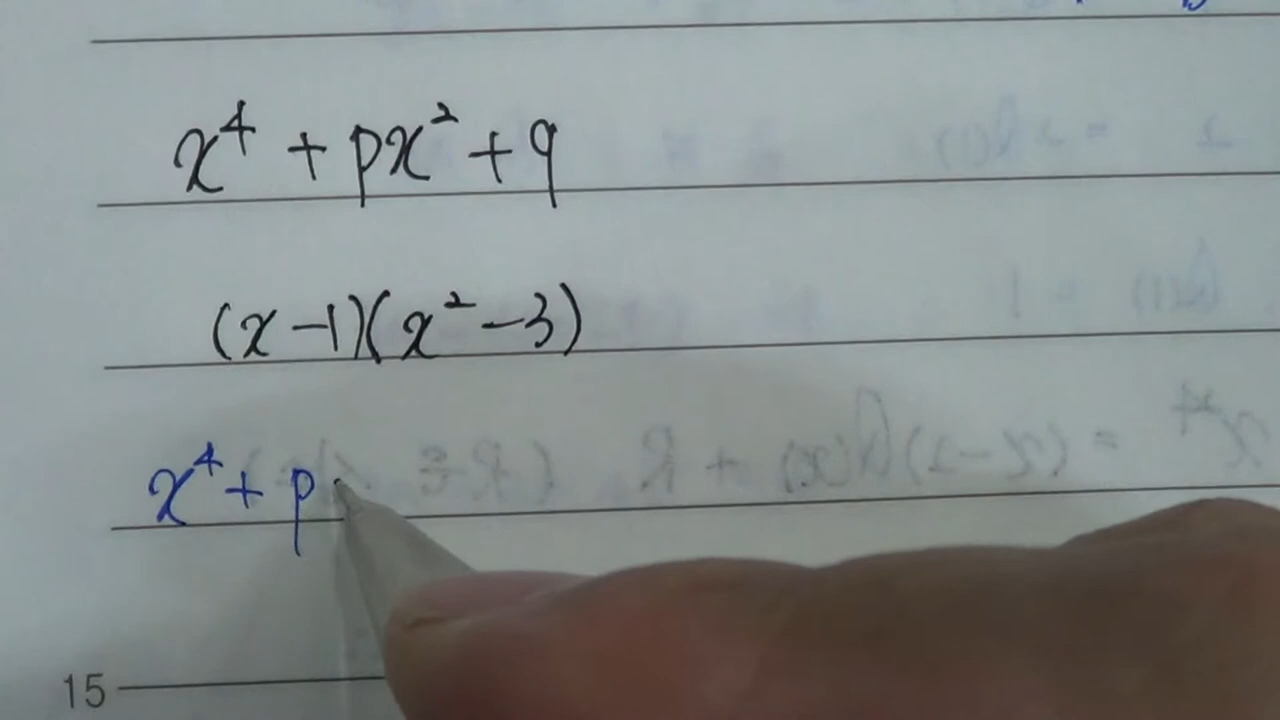 x⁴ + px² + q
(x - 1)(x² - 3)
x⁴ + p
15